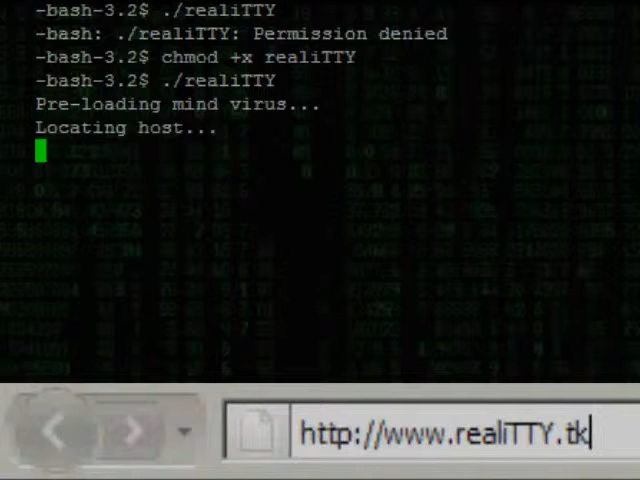 -bash-3.2$ ./realiTTY
-bash: ./realiTTY: Permission denied
-bash-3.2$ chmod +x realiTTY
-bash-3.2$ ./realiTTY
Pre-loading mind virus...
Locating host...
http://www.realiTTY.tk